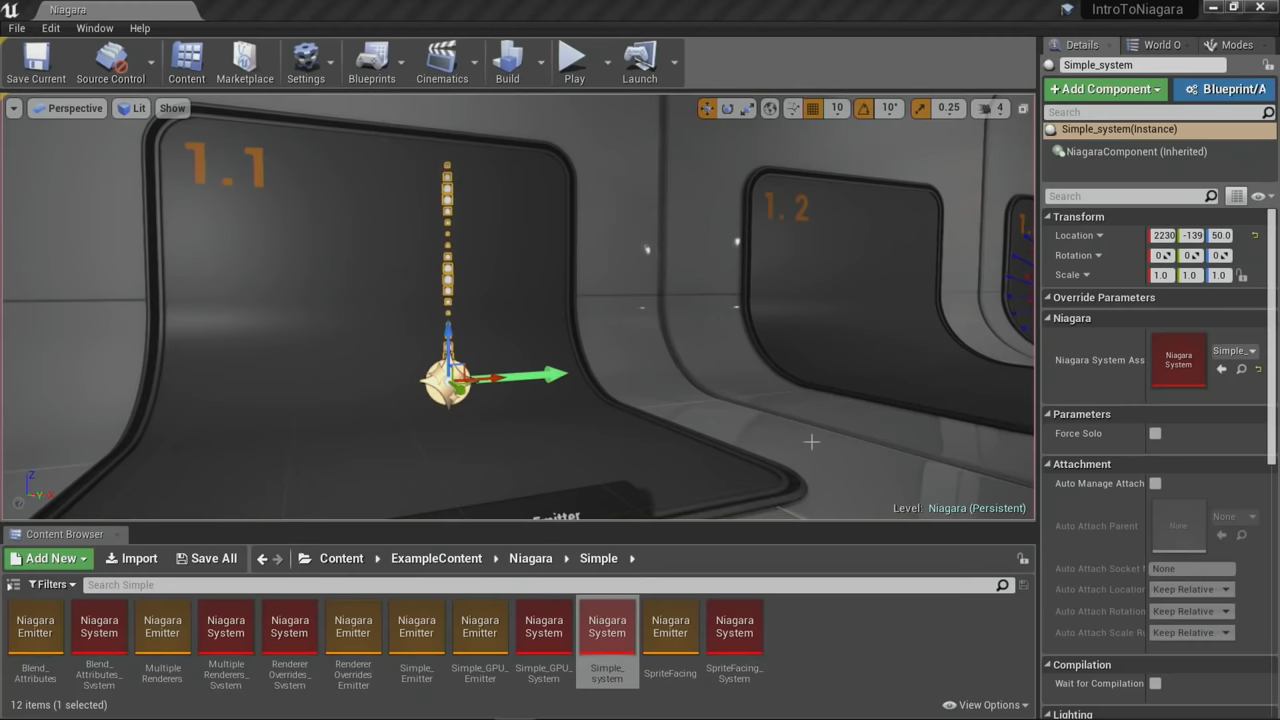 Niagara
IntroToNiagara
File Edit Window Help
Save Current
Source Control
Content
Marketplace
Settings
Blueprints
Cinematics
Build
Play
Launch
Perspective
Lit
Show
10
10°
0.25
4
1.1
1.2
1.
Z
Emitter
Level: Niagara (Persistent)
Details
World O
Modes
Simple_system
+Add Component
Blueprint/A
Search
Simple_system(Instance)
NiagaraComponent (Inherited)
Search
Transform
Location 2230 -139 50.0
Rotation 0 0 0
Scale 1.0 1.0 1.0
Override Parameters
Niagara
Niagara System Ass
Niagara System
Simple_
Parameters
Force Solo
Attachment
Auto Manage Attach
Auto Attach Parent
None
None
Auto Attach Socket N
None
Auto Attach Location
Keep Relative
Auto Attach Rotation
Keep Relative
Auto Attach Scale Ru
Keep Relative
Compilation
Wait for Compilation
Lighting
Content Browser
Add New
Import
Save All
Content
ExampleContent
Niagara
Simple
Filters
Search Simple
Niagara Emitter
Niagara System
Niagara Emitter
Niagara System
Niagara System
Niagara Emitter
Niagara Emitter
Niagara Emitter
Niagara System
Niagara System
Niagara Emitter
Niagara System
Blend_ Attributes
Blend_ Attributes_ System
Multiple Renderers
Multiple Renderers_ System
Renderer Overrides_ System
Renderer Overrides Emitter
Simple_ Emitter
Simple_GPU_ Emitter
Simple_GPU_ System
Simple_ system
SpriteFacing
SpriteFacing_ System
12 items (1 selected)
View Options